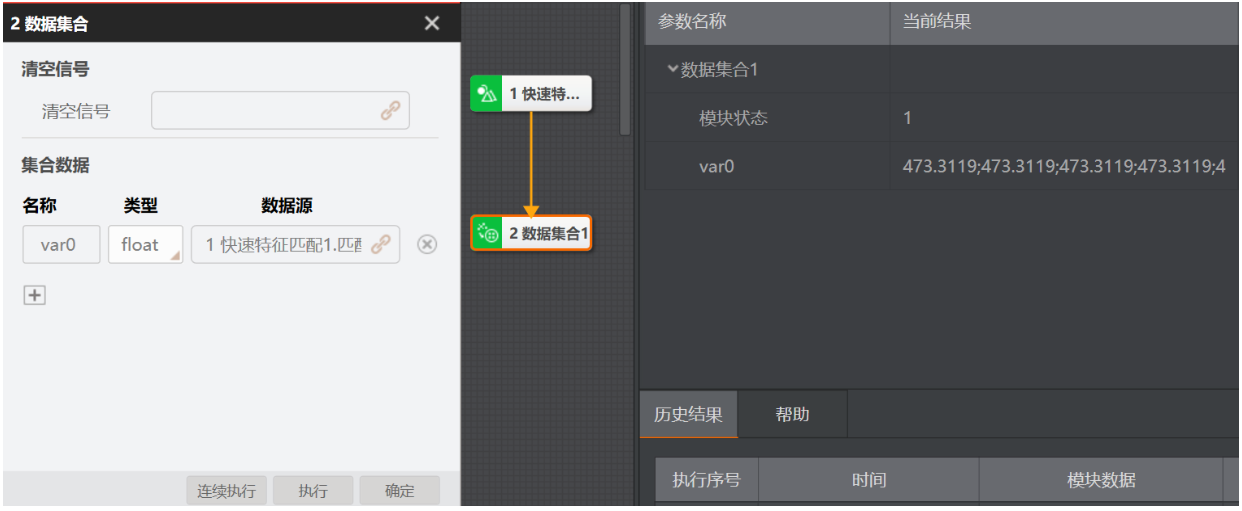 2 数据集合
清空信号
清空信号
集合数据
名称 类型 数据源
var0 float 1 快速特征匹配1.匹配
连续执行 执行 确定
1 快速特...
2 数据集合1
参数名称 当前结果
数据集合1
模块状态 1
var0 473.3119;473.3119;473.3119;473.3119;4
历史结果 帮助
执行序号 时间 模块数据